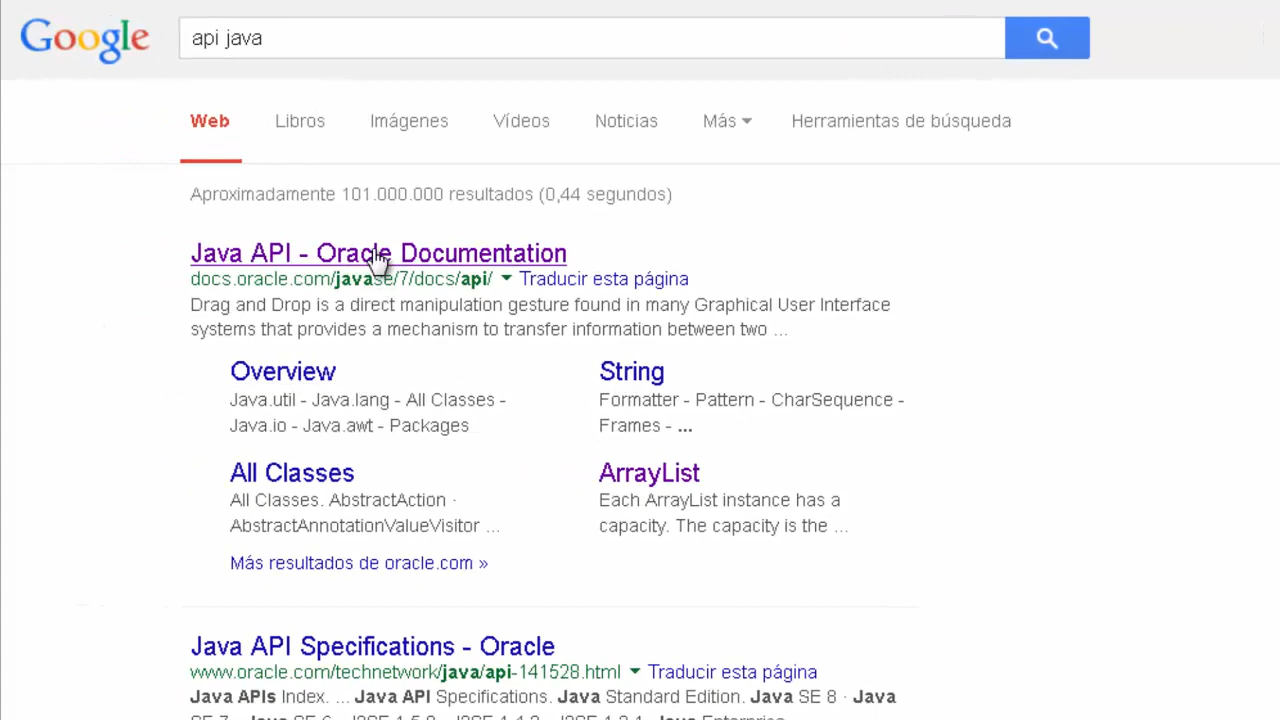 Google
api java
Web Libros Imágenes Vídeos Noticias Más Herramientas de búsqueda
Aproximadamente 101.000.000 resultados (0,44 segundos)
Java API - Oracle Documentation
docs.oracle.com/javase/7/docs/api/ Traducir esta página
Drag and Drop is a direct manipulation gesture found in many Graphical User Interface
systems that provides a mechanism to transfer information between two ...
Overview
Java.util - Java.lang - All Classes -
Java.io - Java.awt - Packages
String
Formatter - Pattern - CharSequence -
Frames - ...
All Classes
All Classes. AbstractAction ·
AbstractAnnotationValueVisitor ...
ArrayList
Each ArrayList instance has a
capacity. The capacity is the ...
Más resultados de oracle.com »
Java API Specifications - Oracle
www.oracle.com/technetwork/java/api-141528.html Traducir esta página
Java APIs Index. ... Java API Specifications. Java Standard Edition. Java SE 8 · Java